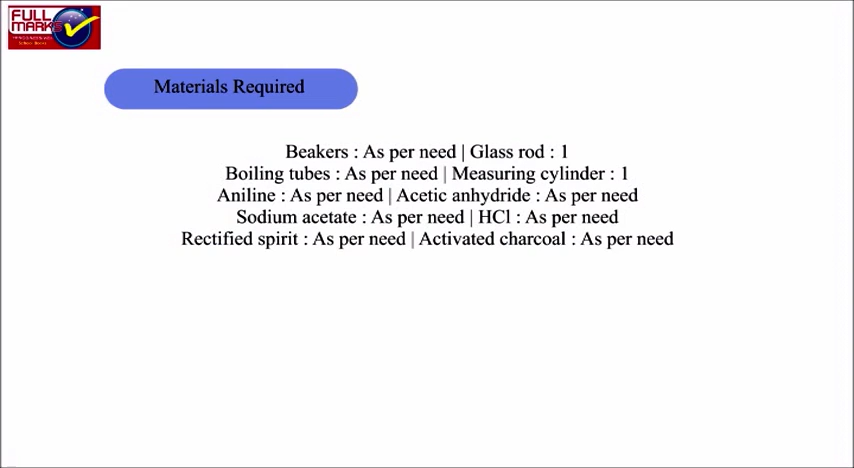 FULL
MARKS
Materials Required
Beakers : As per need | Glass rod : 1
Boiling tubes : As per need | Measuring cylinder : 1
Aniline : As per need | Acetic anhydride : As per need
Sodium acetate : As per need | HCl : As per need
Rectified spirit : As per need | Activated charcoal : As per need